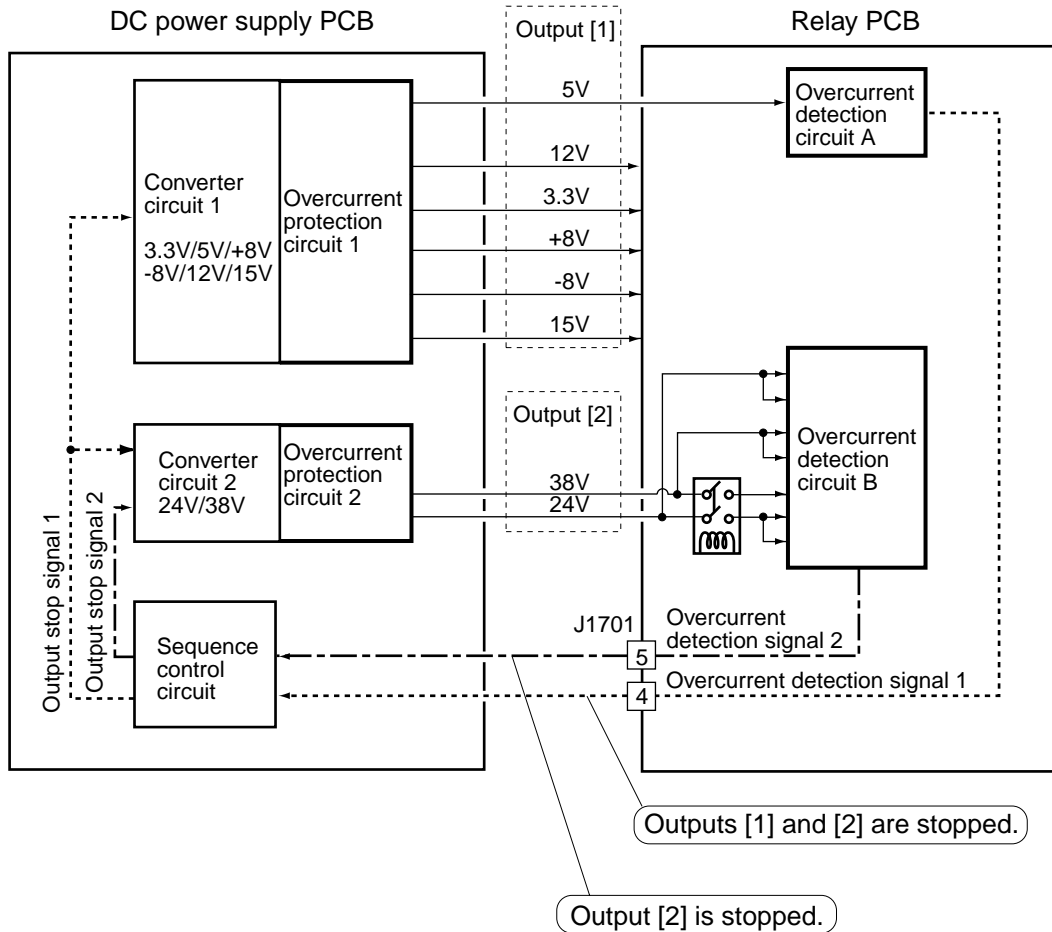 DC power supply PCB
Output [1]
Relay PCB
5V
12V
3.3V
+8V
-8V
15V
Converter
circuit 1
3.3V/5V/+8V
-8V/12V/15V
Overcurrent
protection
circuit 1
Overcurrent
detection
circuit A
Output [2]
38V
24V
Converter
circuit 2
24V/38V
Overcurrent
protection
circuit 2
Overcurrent
detection
circuit B
Output stop signal 1
Output stop signal 2
Sequence
control
circuit
J1701
5
4
Overcurrent
detection signal 2
Overcurrent detection signal 1
Outputs [1] and [2] are stopped.
Output [2] is stopped.